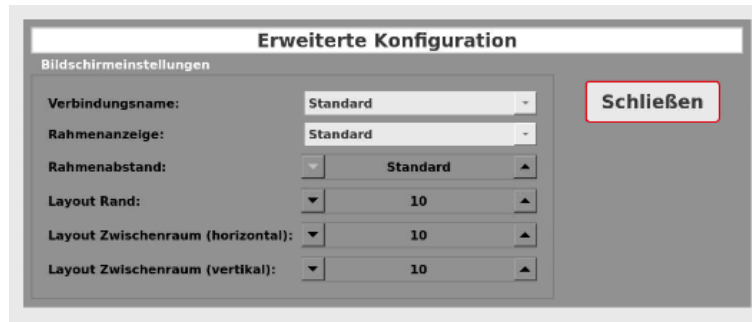 Erweiterte Konfiguration
Bildschirmeinstellungen
Verbindungsname: Standard
Schließen
Rahmenanzeige: Standard
Rahmenabstand: Standard
Layout Rand: 10
Layout Zwischenraum (horizontal): 10
Layout Zwischenraum (vertikal): 10